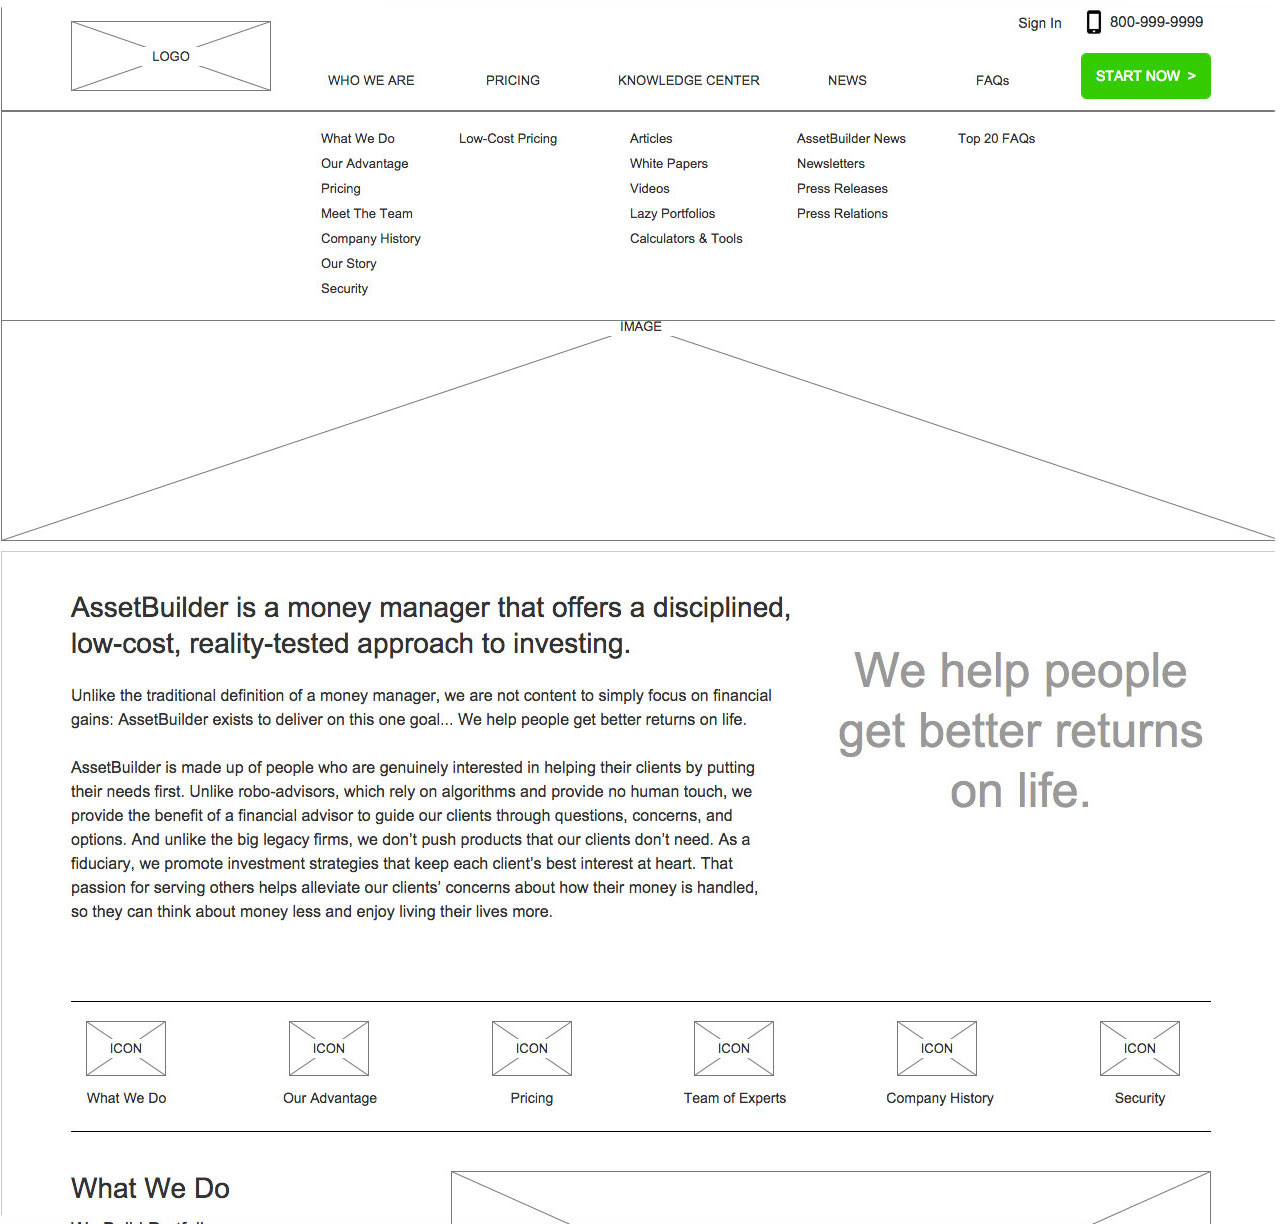 Sign In
800-999-9999
LOGO
WHO WE ARE
PRICING
KNOWLEDGE CENTER
NEWS
FAQs
START NOW >
What We Do
Our Advantage
Pricing
Meet The Team
Company History
Our Story
Security
Low-Cost Pricing
Articles
White Papers
Videos
Lazy Portfolios
Calculators & Tools
AssetBuilder News
Newsletters
Press Releases
Press Relations
Top 20 FAQs
IMAGE
AssetBuilder is a money manager that offers a disciplined,
low-cost, reality-tested approach to investing.
Unlike the traditional definition of a money manager, we are not content to simply focus on financial
gains: AssetBuilder exists to deliver on this one goal... We help people get better returns on life.
AssetBuilder is made up of people who are genuinely interested in helping their clients by putting
their needs first. Unlike robo-advisors, which rely on algorithms and provide no human touch, we
provide the benefit of a financial advisor to guide our clients through questions, concerns, and
options. And unlike the big legacy firms, we don’t push products that our clients don’t need. As a
fiduciary, we promote investment strategies that keep each client’s best interest at heart. That
passion for serving others helps alleviate our clients’ concerns about how their money is handled,
so they can think about money less and enjoy living their lives more.
We help people
get better returns
on life.
ICON
ICON
ICON
ICON
ICON
ICON
What We Do
Our Advantage
Pricing
Team of Experts
Company History
Security
What We Do